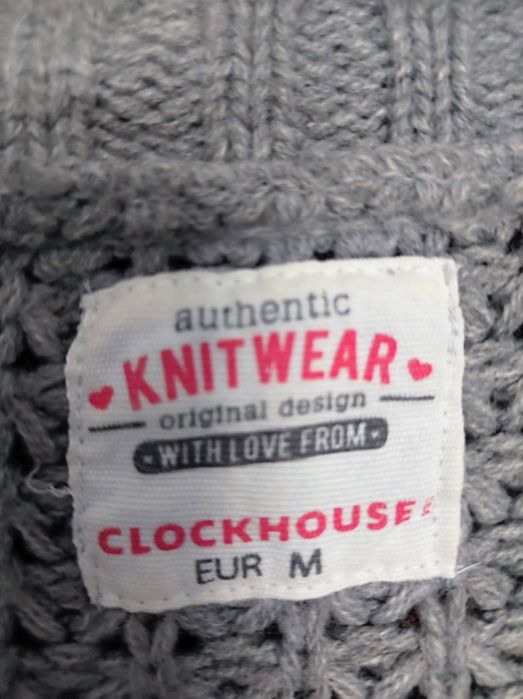 authentic
KNITWEAR
original design
WITH LOVE FROM
CLOCKHOUSE
EUR M